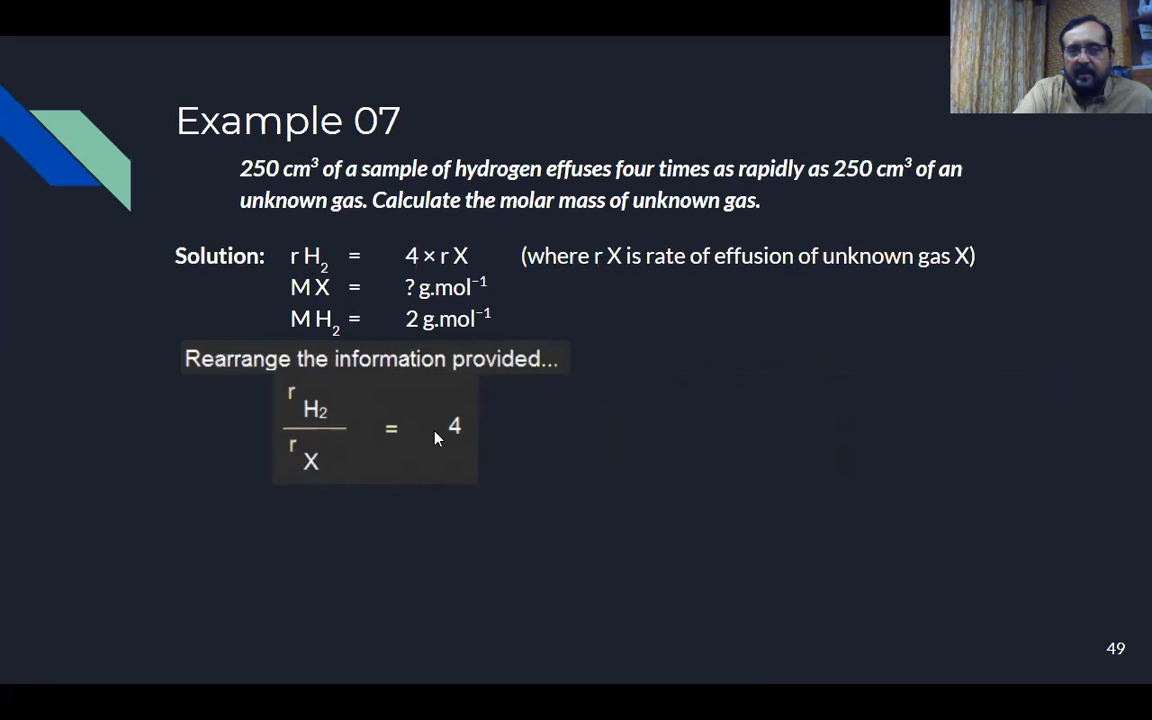 Example 07
250 cm³ of a sample of hydrogen effuses four times as rapidly as 250 cm³ of an
unknown gas. Calculate the molar mass of unknown gas.
Solution: r H₂ = 4 × r X (where r X is rate of effusion of unknown gas X)
M X = ? g.mol⁻¹
M H₂ = 2 g.mol⁻¹
Rearrange the information provided...
r H₂
= 4
r X
49